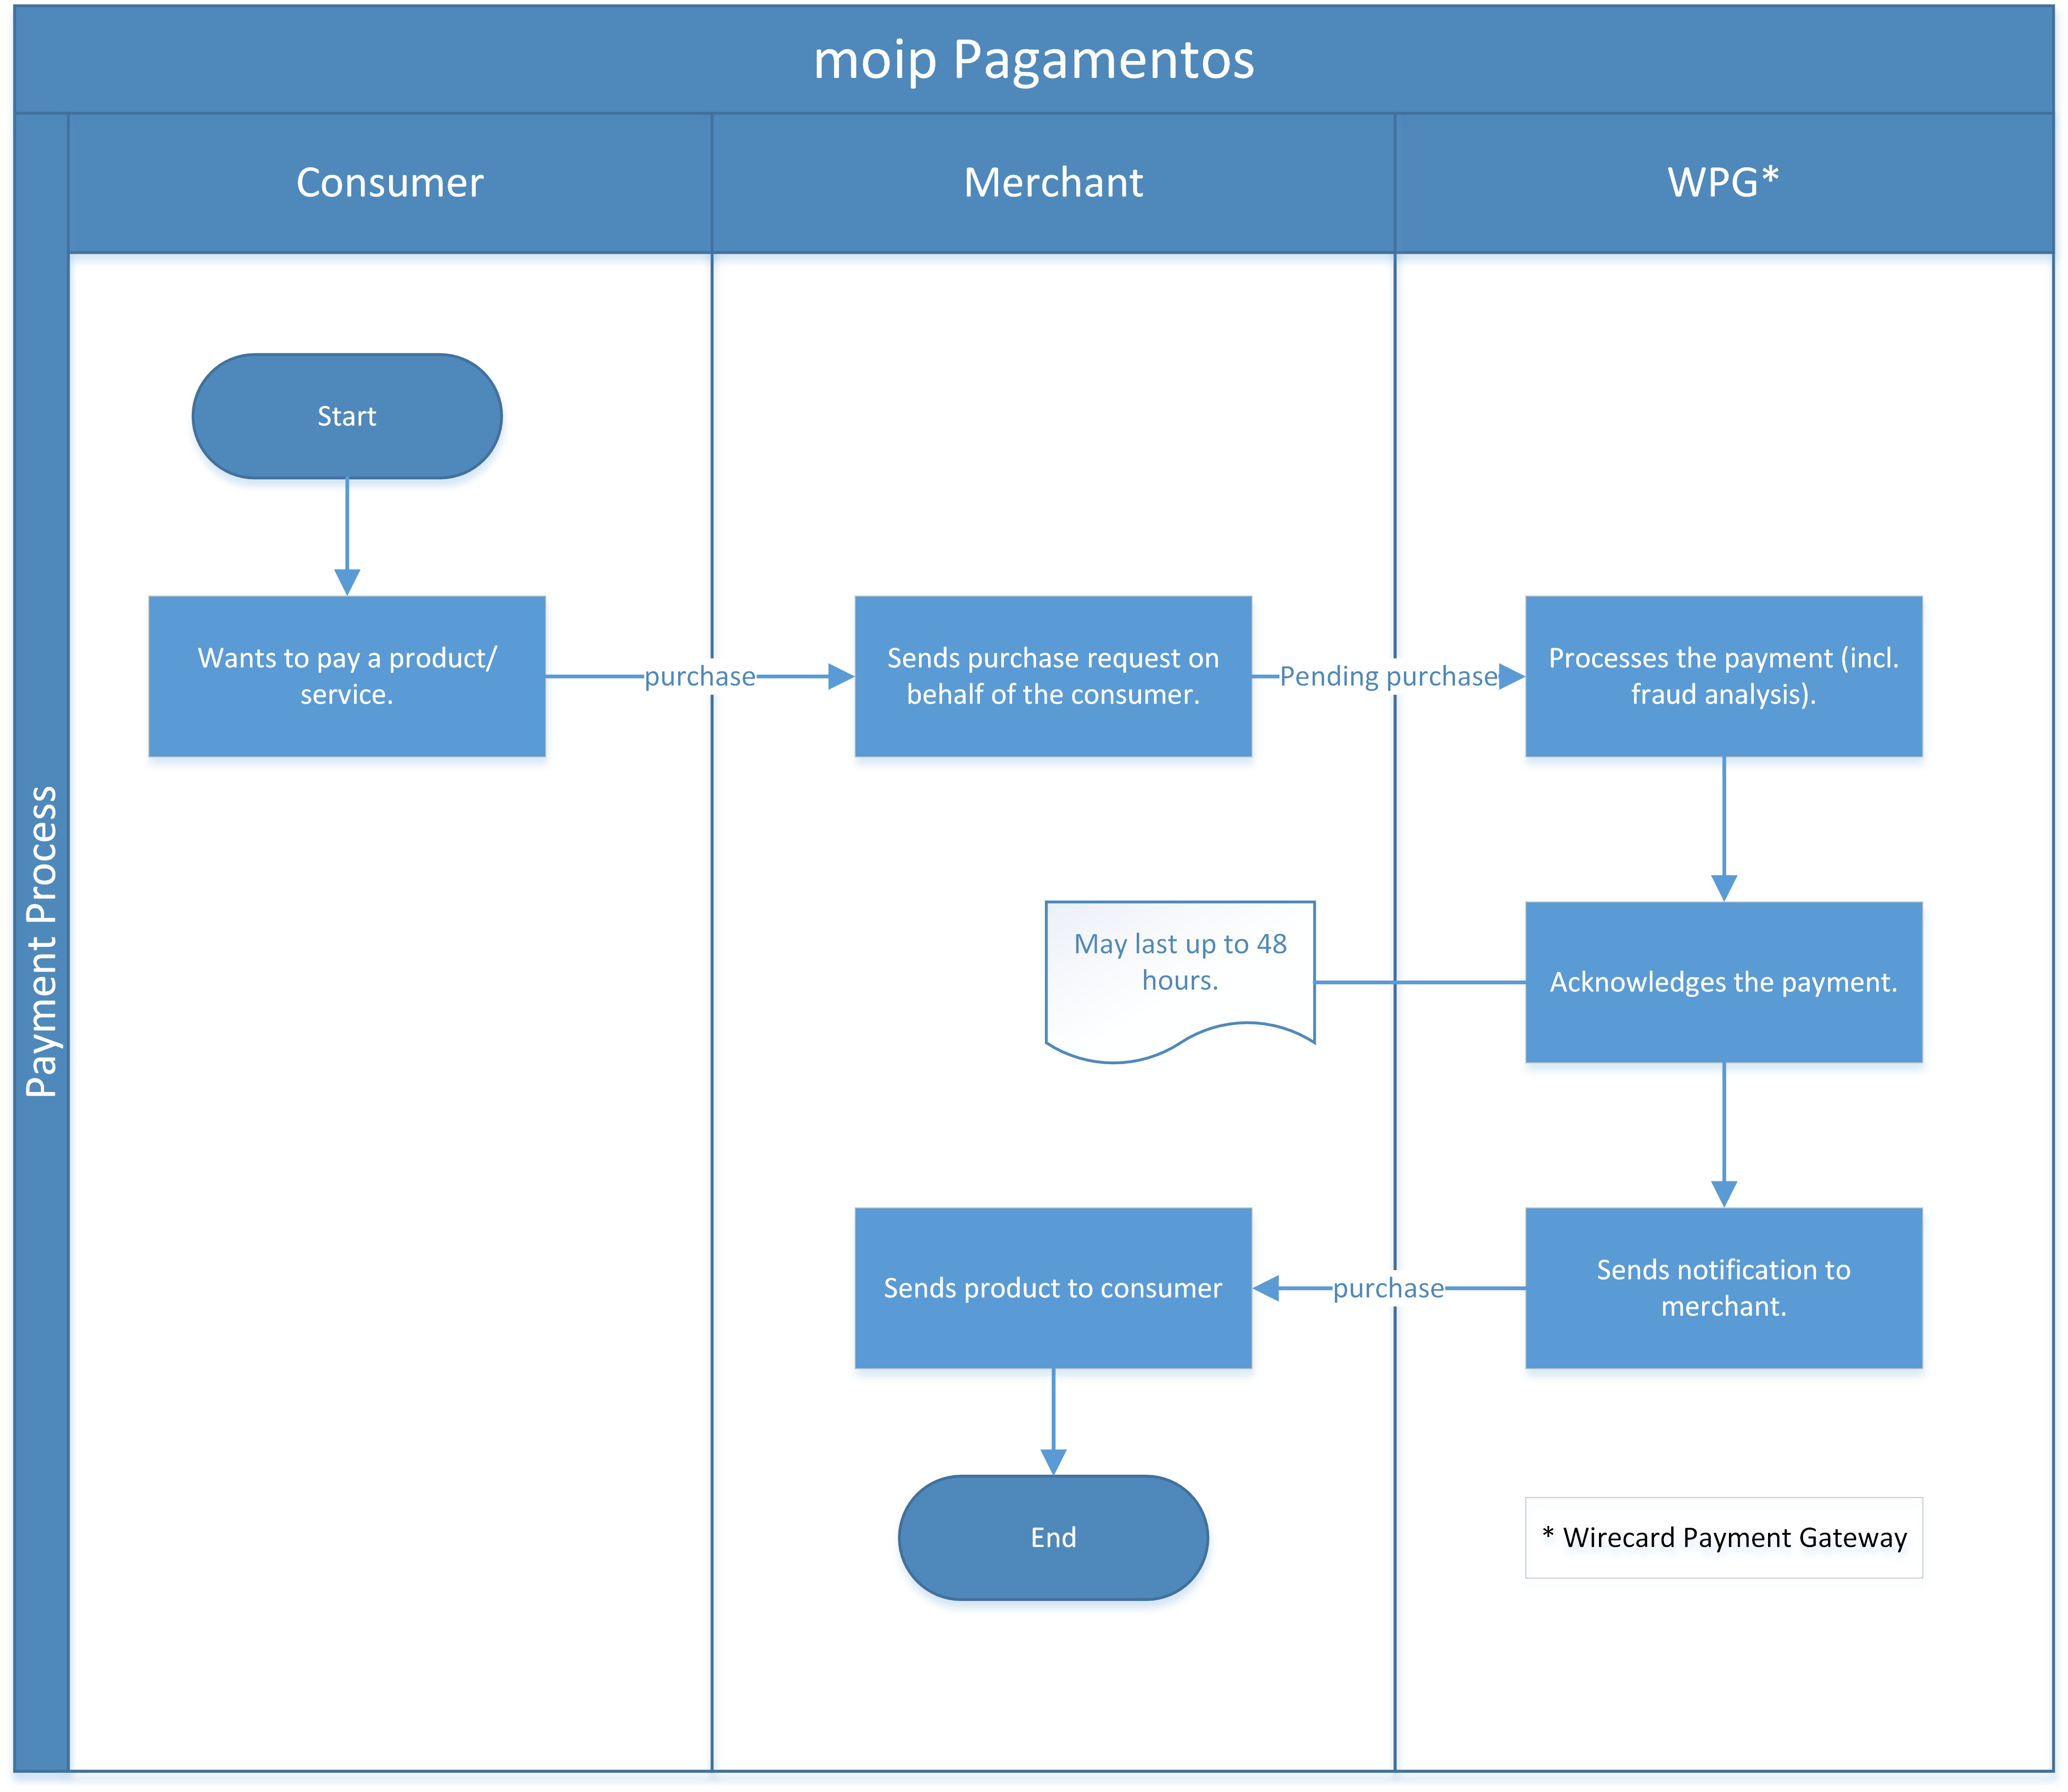 moip Pagamentos
Payment Process
Consumer
Merchant
WPG*
Start
Wants to pay a product/
service.
purchase
Sends purchase request on
behalf of the consumer.
Pending purchase
Processes the payment (incl.
fraud analysis).
May last up to 48
hours.
Acknowledges the payment.
Sends product to consumer
purchase
Sends notification to
merchant.
End
* Wirecard Payment Gateway